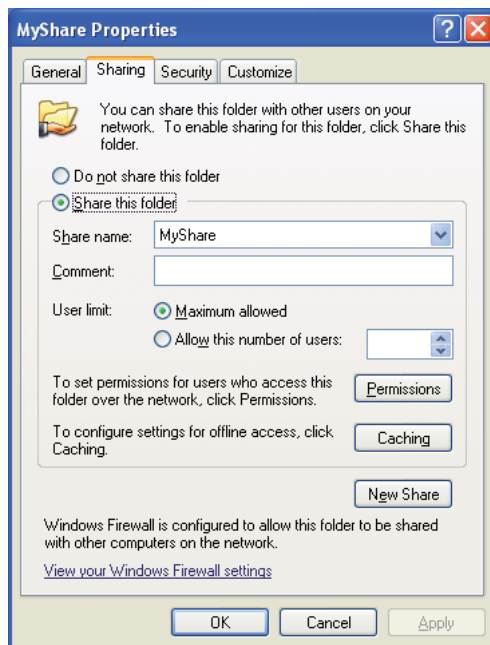 MyShare Properties
?
X
General Sharing Security Customize
You can share this folder with other users on your
network. To enable sharing for this folder, click Share this
folder.
Do not share this folder
Share this folder
Share name: MyShare
Comment:
User limit: Maximum allowed
Allow this number of users:
To set permissions for users who access this
folder over the network, click Permissions.
Permissions
To configure settings for offline access, click
Caching.
Caching
New Share
Windows Firewall is configured to allow this folder to be shared
with other computers on the network.
View your Windows Firewall settings
OK Cancel Apply